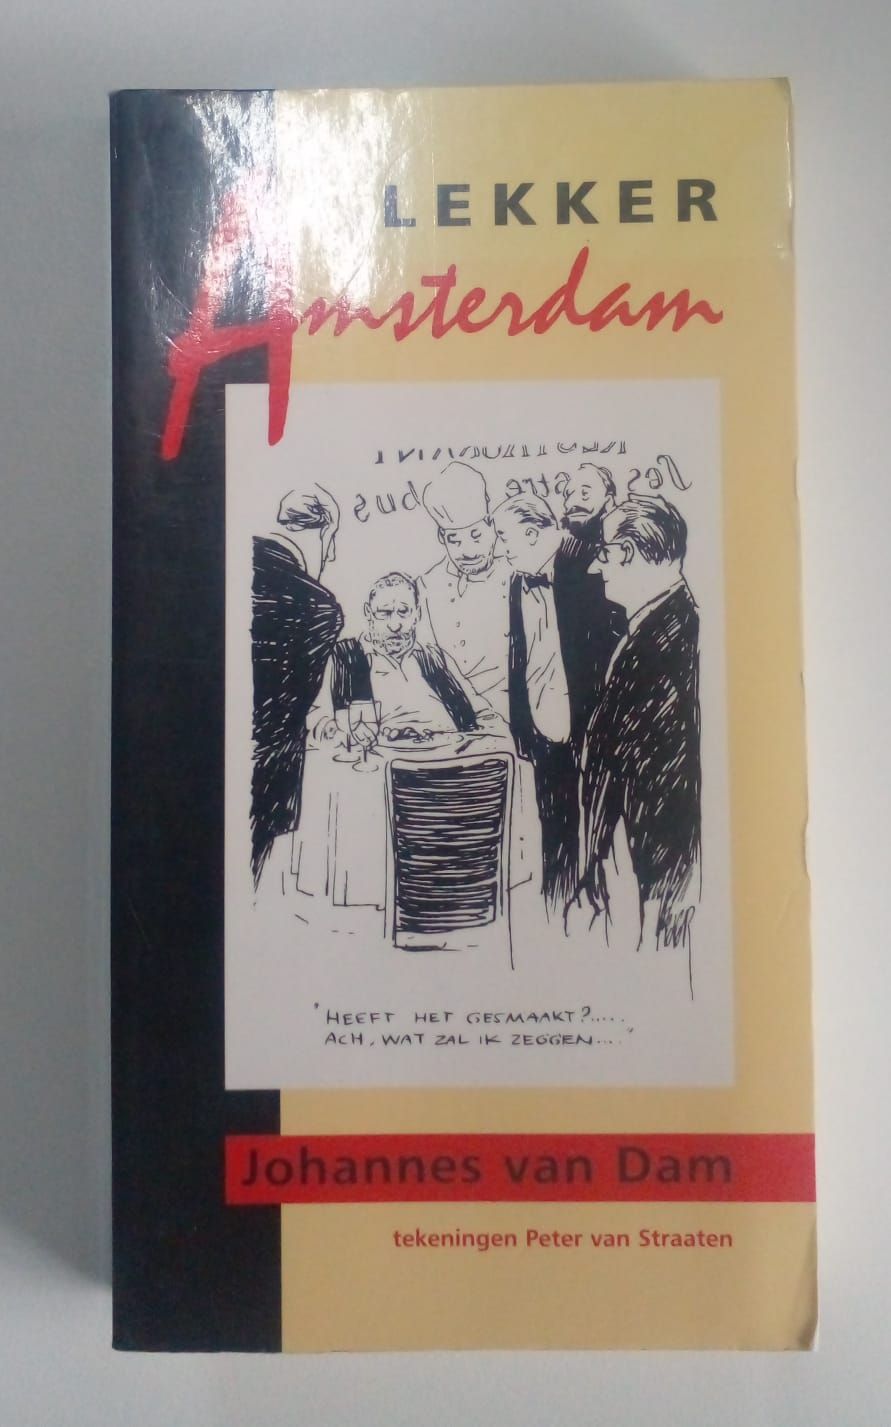 LEKKER
Amsterdam
"HEEFT HET GESMAAKT?.....
ACH, WAT ZAL IK ZEGGEN...."
Johannes van Dam
tekeningen Peter van Straaten